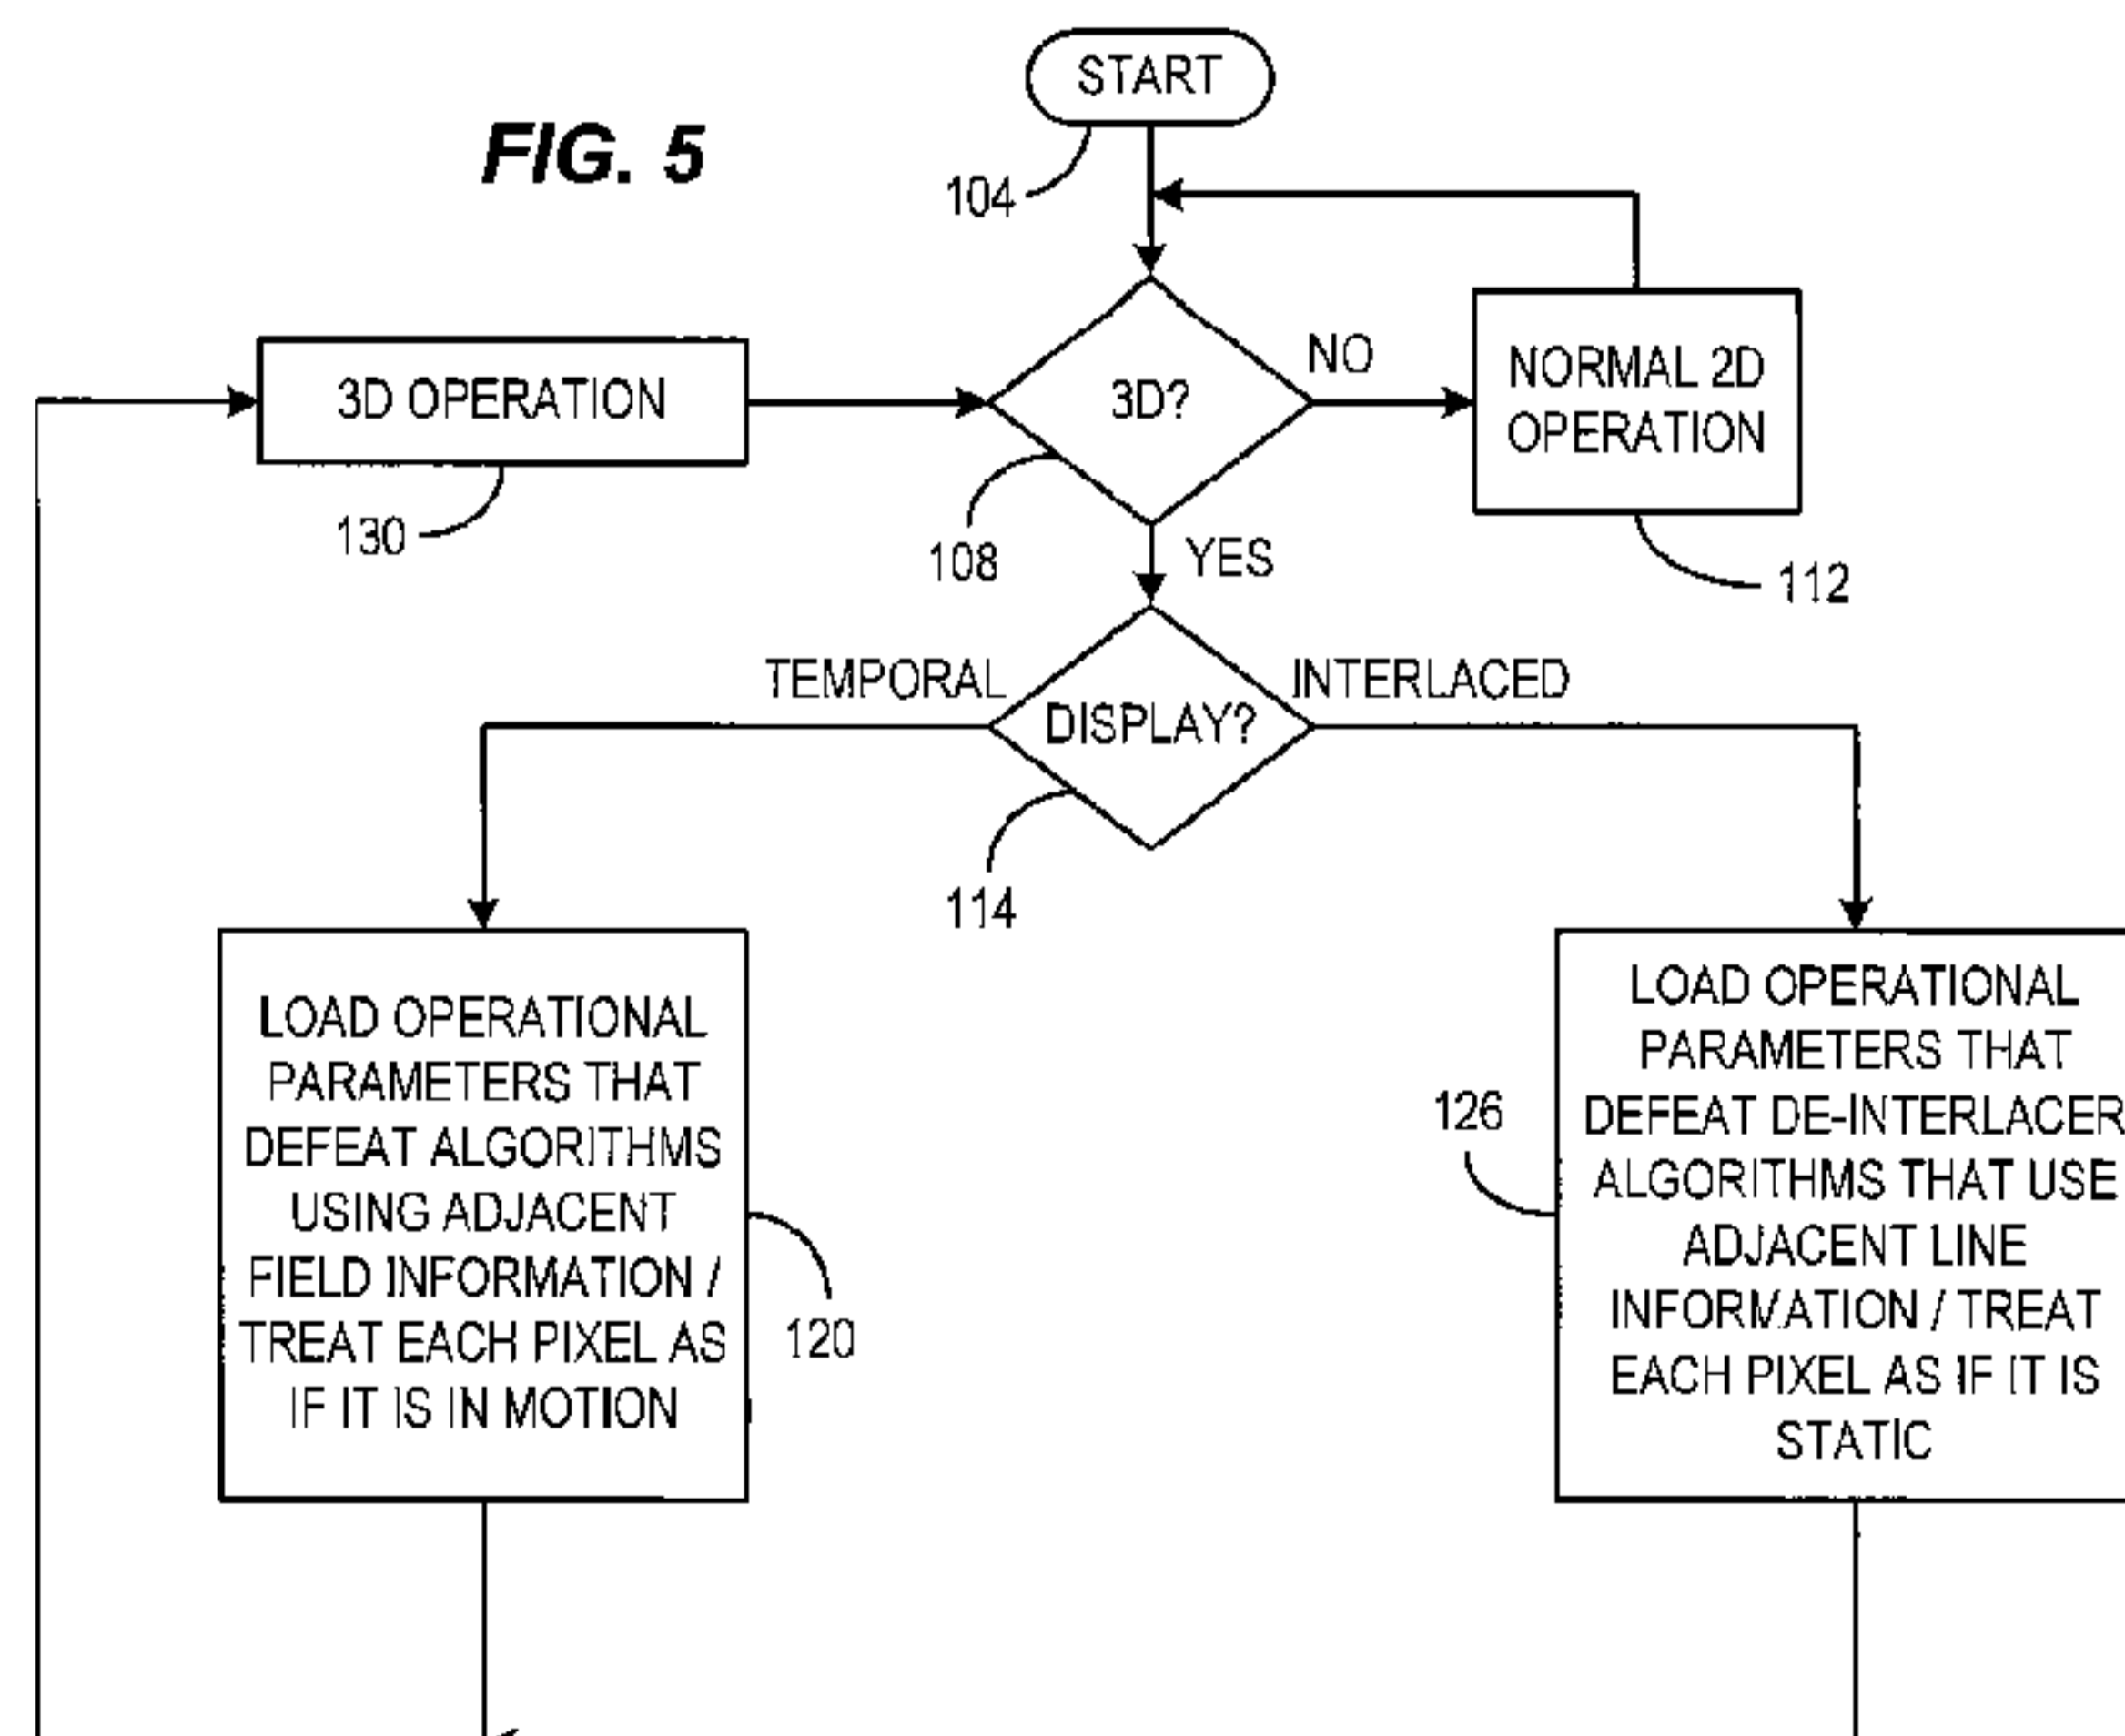 START
FIG. 5
104
3D OPERATION
3D?
NO
NORMAL 2D
OPERATION
130
108
YES
112
TEMPORAL
INTERLACED
DISPLAY?
114
LOAD OPERATIONAL
PARAMETERS THAT
DEFEAT ALGORITHMS
USING ADJACENT
FIELD INFORMATION /
TREAT EACH PIXEL AS
IF IT IS IN MOTION
120
126
LOAD OPERATIONAL
PARAMETERS THAT
DEFEAT DE-INTERLACER
ALGORITHMS THAT USE
ADJACENT LINE
INFORMATION / TREAT
EACH PIXEL AS IF IT IS
STATIC